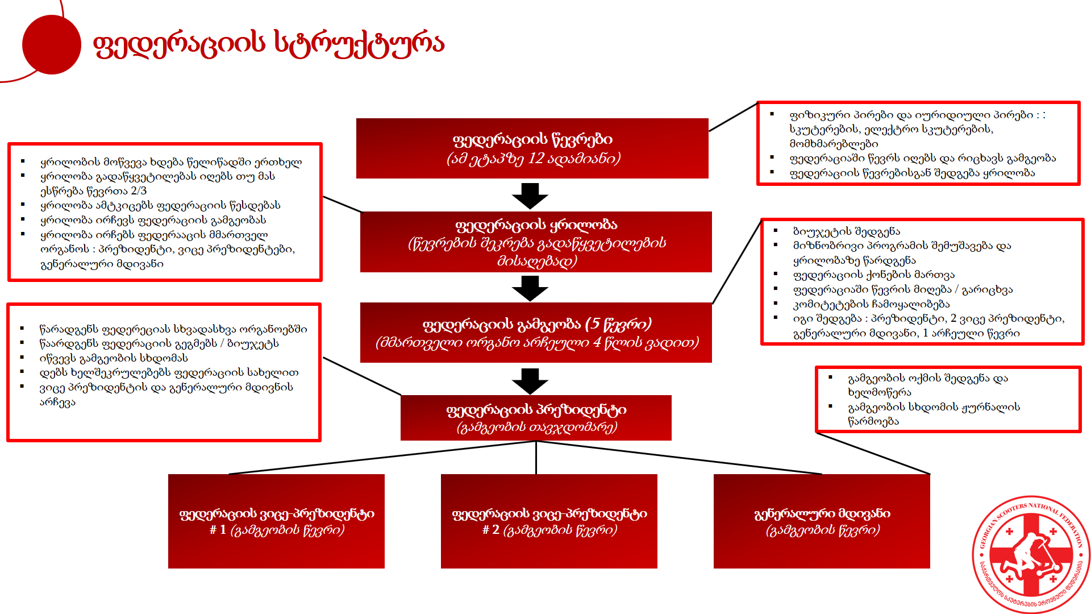 ფედერაციის სტრუქტურა
ფედერაციის წევრები
(ამ ეტაპზე 12 ადამიანი)
▪ ფიზიკური პირები და იურიდიული პირები : :
სკუტერების, ელექტრო სკუტერების,
მომხმარებლები
▪ ფედერაციაში წევრს იღებს და რიცხავს გამგეობა
▪ ფედერაციის წევრებისგან შედგება ყრილობა
▪ ყრილობის მოწვევა ხდება წელიწადში ერთხელ
▪ ყრილობა გადაწყვეტილებას იღებს თუ მას
ესწრება წევრთა 2/3
▪ ყრილობა ამტკიცებს ფედერაციის წესდებას
▪ ყრილობა ირჩევს ფედერაციის გამგეობას
▪ ყრილობა ირჩებს ფედერააცის მმართველ
ორგანოს : პრეზიდენტი, ვიცე პრეზიდენტები,
გენერალური მდივანი
ფედერაციის ყრილობა
(წევრების შეკრება გადაწყვეტილების
მისაღებად)
▪ ბიუჯეტის შედგენა
▪ მიზნობრივი პროგრამის შემუშავება და
ყრილობაზე წარდგენა
▪ ფედერაციის ქონების მართვა
▪ ფედერაციაში წევრის მიღება / გარიცხვა
▪ კომიტეტების ჩამოყალიბება
▪ იგი შედგება : პრეზიდენტი, 2 ვიცე პრეზიდენტი,
გენერალური მდივანი, 1 არჩეული წევრი
ფედერაციის გამგეობა (5 წევრი)
(მმართველი ორგანო არჩეული 4 წლის ვადით)
▪ წარადგენს ფედერეციას სხვადასხვა ორგანოებში
▪ წაარდგენს ფედერაციის გეგმებს / ბიუჯეტს
▪ იწვევს გამგეობის სხდომას
▪ დებს ხელშეკრულებებს ფედერაციის სახელით
▪ ვიცე პრეზიდენტის და გენერალური მდივნის
არჩევა
ფედერაციის პრეზიდენტი
(გამგეობის თავჯდომარე)
▪ გამგეობის ოქმის შედგენა და
ხელმოწერა
▪ გამგეობის სხდომის ჟურნალის
წარმოება
ფედერაციის ვიცე-პრეზიდენტი
# 1 (გამგეობის წევრი)
ფედერაციის ვიცე-პრეზიდენტი
# 2 (გამგეობის წევრი)
გენერალური მდივანი
(გამგეობის წევრი)
GEORGIAN SCOOTERS NATIONAL FEDERATION
საქართველოს სკუტერების ეროვნული ფედერაცია